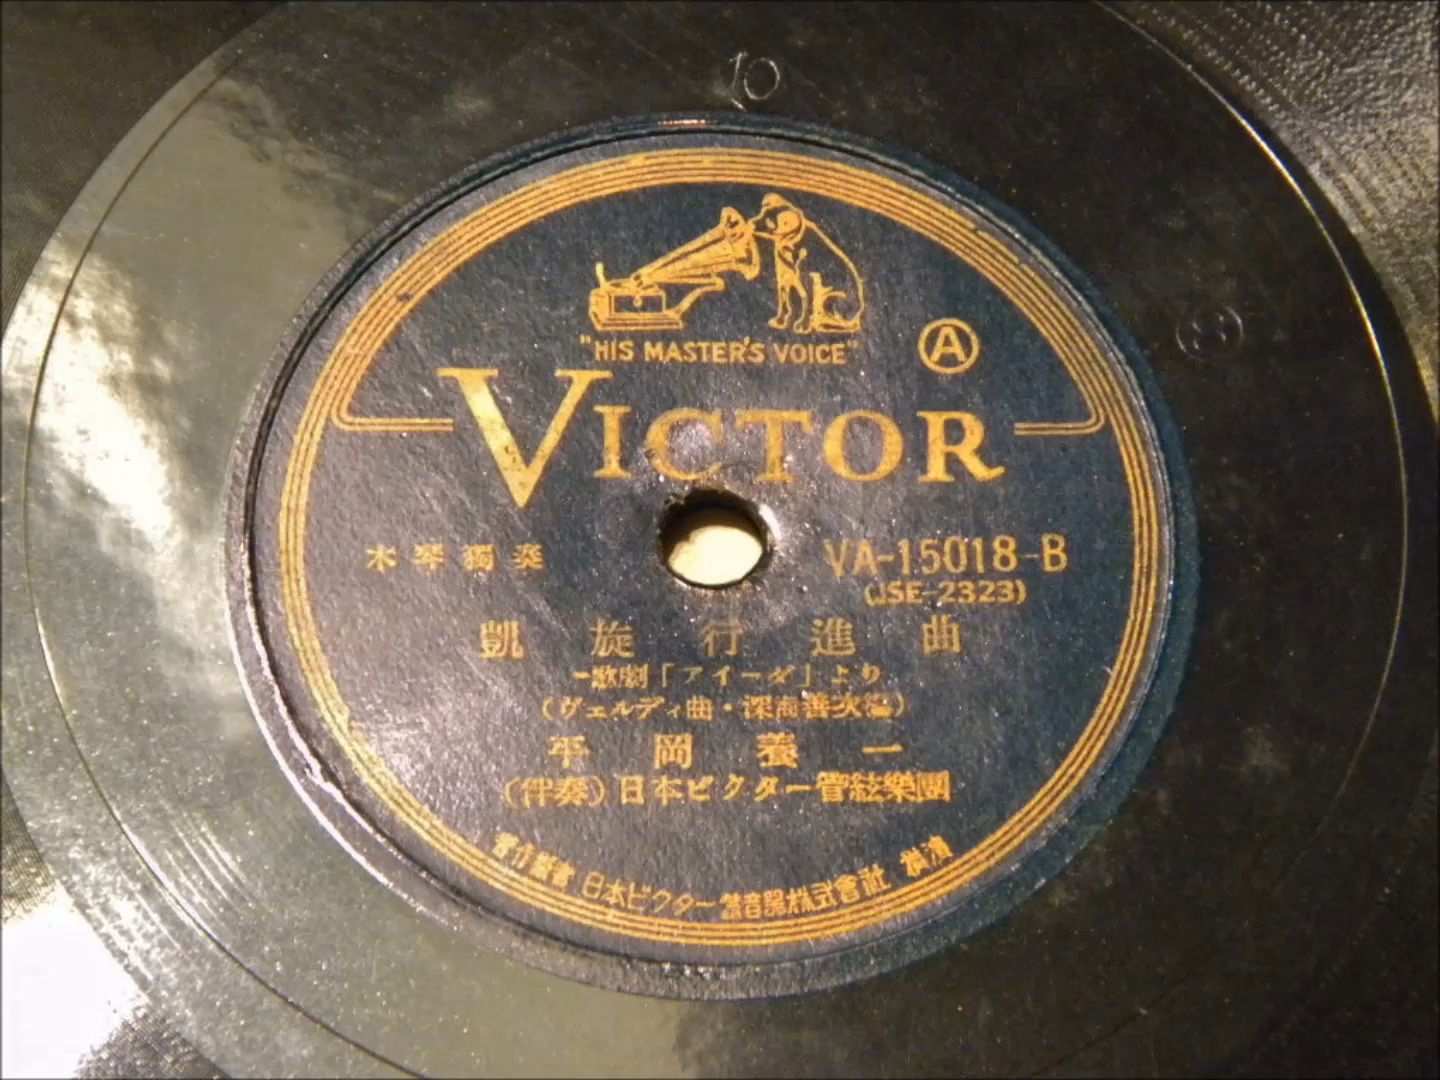 10
"HIS MASTER'S VOICE"
Ⓐ
VICTOR
木琴獨奏
VA-15018-B
(JSE-2323)
凱旋行進曲
−歌劇「アイーダ」より
(ヴェルディ曲・深海善次編)
平岡養一
(伴奏)日本ビクター管絃樂團
日本ビクター蓄音器株式會社 橫濱